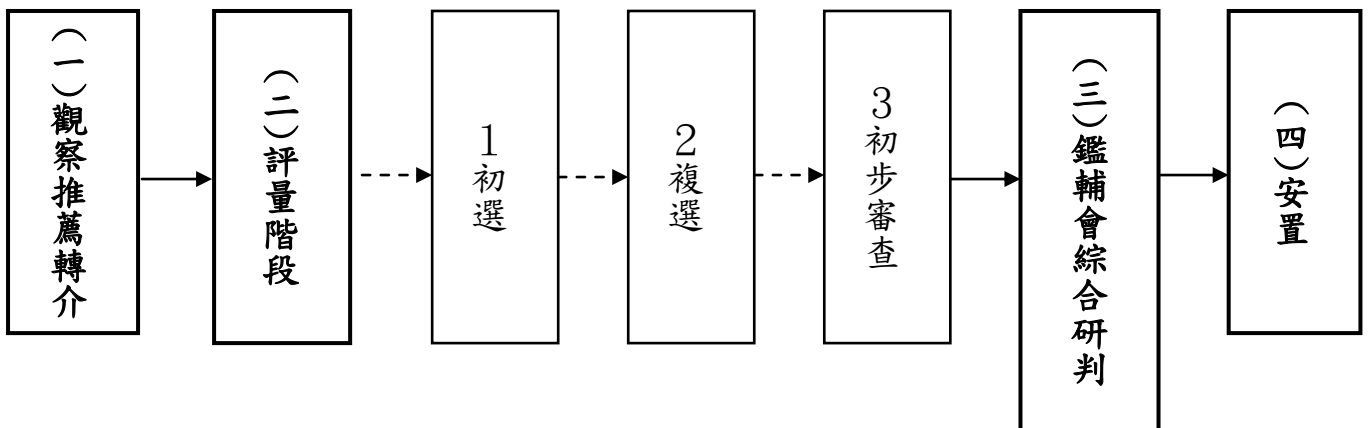 (一)觀察推薦轉介
(二)評量階段
1初選
2複選
3初步審查
(三)鑑輔會綜合研判
(四)安置